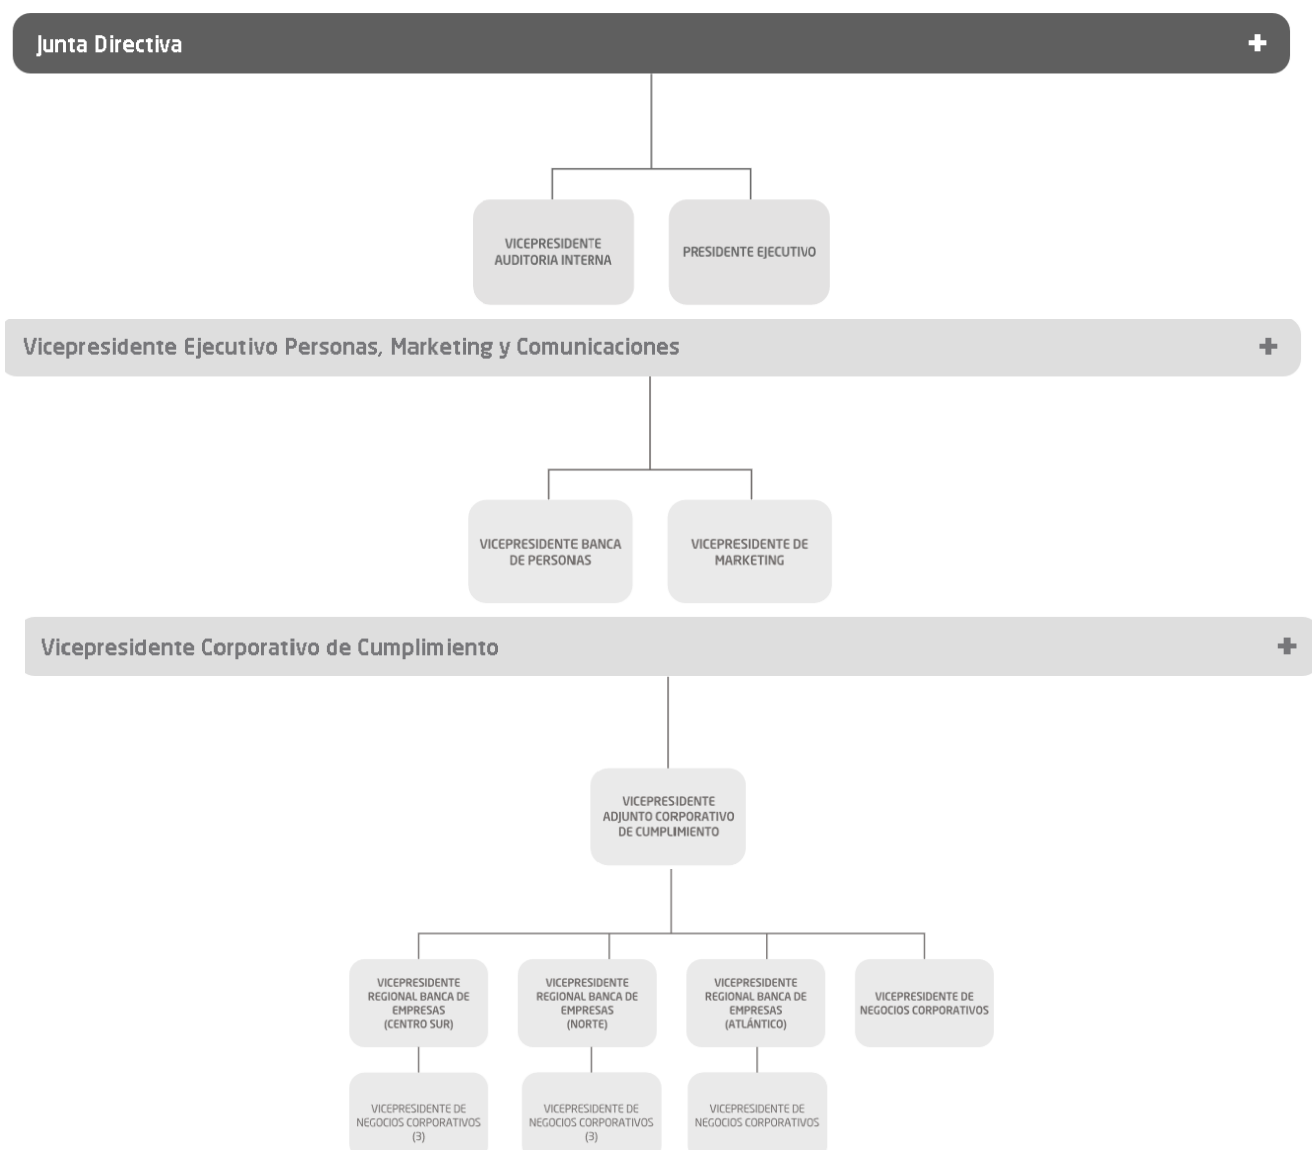 Junta Directiva
VICEPRESIDENTE
AUDITORIA INTERNA
PRESIDENTE EJECUTIVO
Vicepresidente Ejecutivo Personas, Marketing y Comunicaciones
VICEPRESIDENTE BANCA
DE PERSONAS
VICEPRESIDENTE DE
MARKETING
Vicepresidente Corporativo de Cumplimiento
VICEPRESIDENTE
ADJUNTO CORPORATIVO
DE CUMPLIMIENTO
VICEPRESIDENTE
REGIONAL BANCA DE
EMPRESAS
(CENTRO SUR)
VICEPRESIDENTE
REGIONAL BANCA DE
EMPRESAS
(NORTE)
VICEPRESIDENTE
REGIONAL BANCA DE
EMPRESAS
(ATLÁNTICO)
VICEPRESIDENTE DE
NEGOCIOS CORPORATIVOS
VICEPRESIDENTE DE
NEGOCIOS CORPORATIVOS
(3)
VICEPRESIDENTE DE
NEGOCIOS CORPORATIVOS
(3)
VICEPRESIDENTE DE
NEGOCIOS CORPORATIVOS